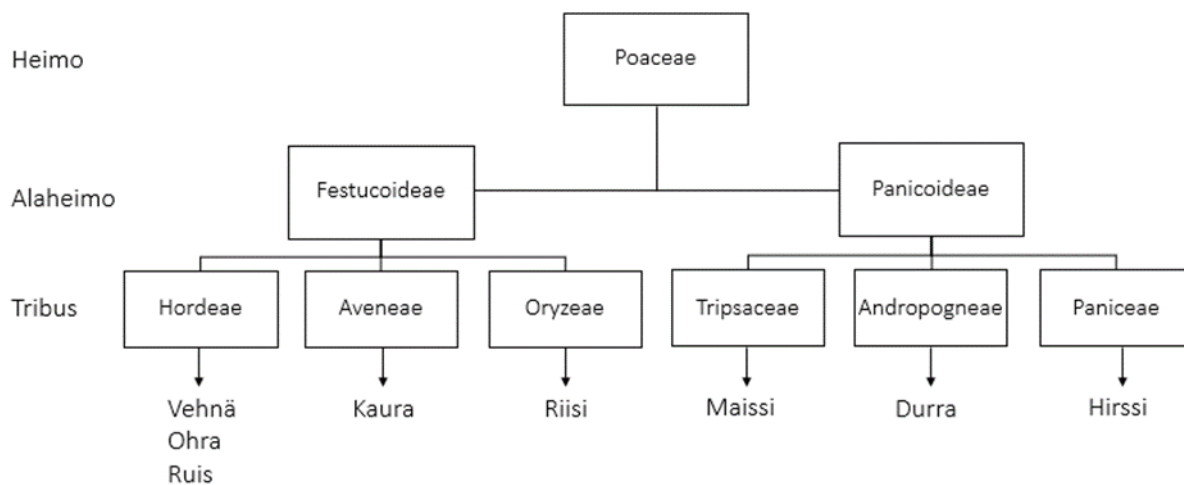 Heimo
Poaceae
Alaheimo
Festucoideae
Panicoideae
Tribus
Hordeae
Aveneae
Oryzeae
Tripsaceae
Andropogneae
Paniceae
Vehnä
Ohra
Ruis
Kaura
Riisi
Maissi
Durra
Hirssi